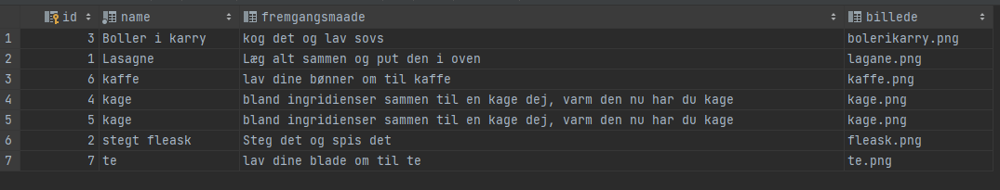 id name fremgangsmaade billede
1 3 Boller i karry kog det og lav sovs bolerikarry.png
2 1 Lasagne Læg alt sammen og put den i oven lagane.png
3 6 kaffe lav dine bønner om til kaffe kaffe.png
4 4 kage bland ingridienser sammen til en kage dej, varm den nu har du kage kage.png
5 5 kage bland ingridienser sammen til en kage dej, varm den nu har du kage kage.png
6 2 stegt fleask Steg det og spis det fleask.png
7 7 te lav dine blade om til te te.png